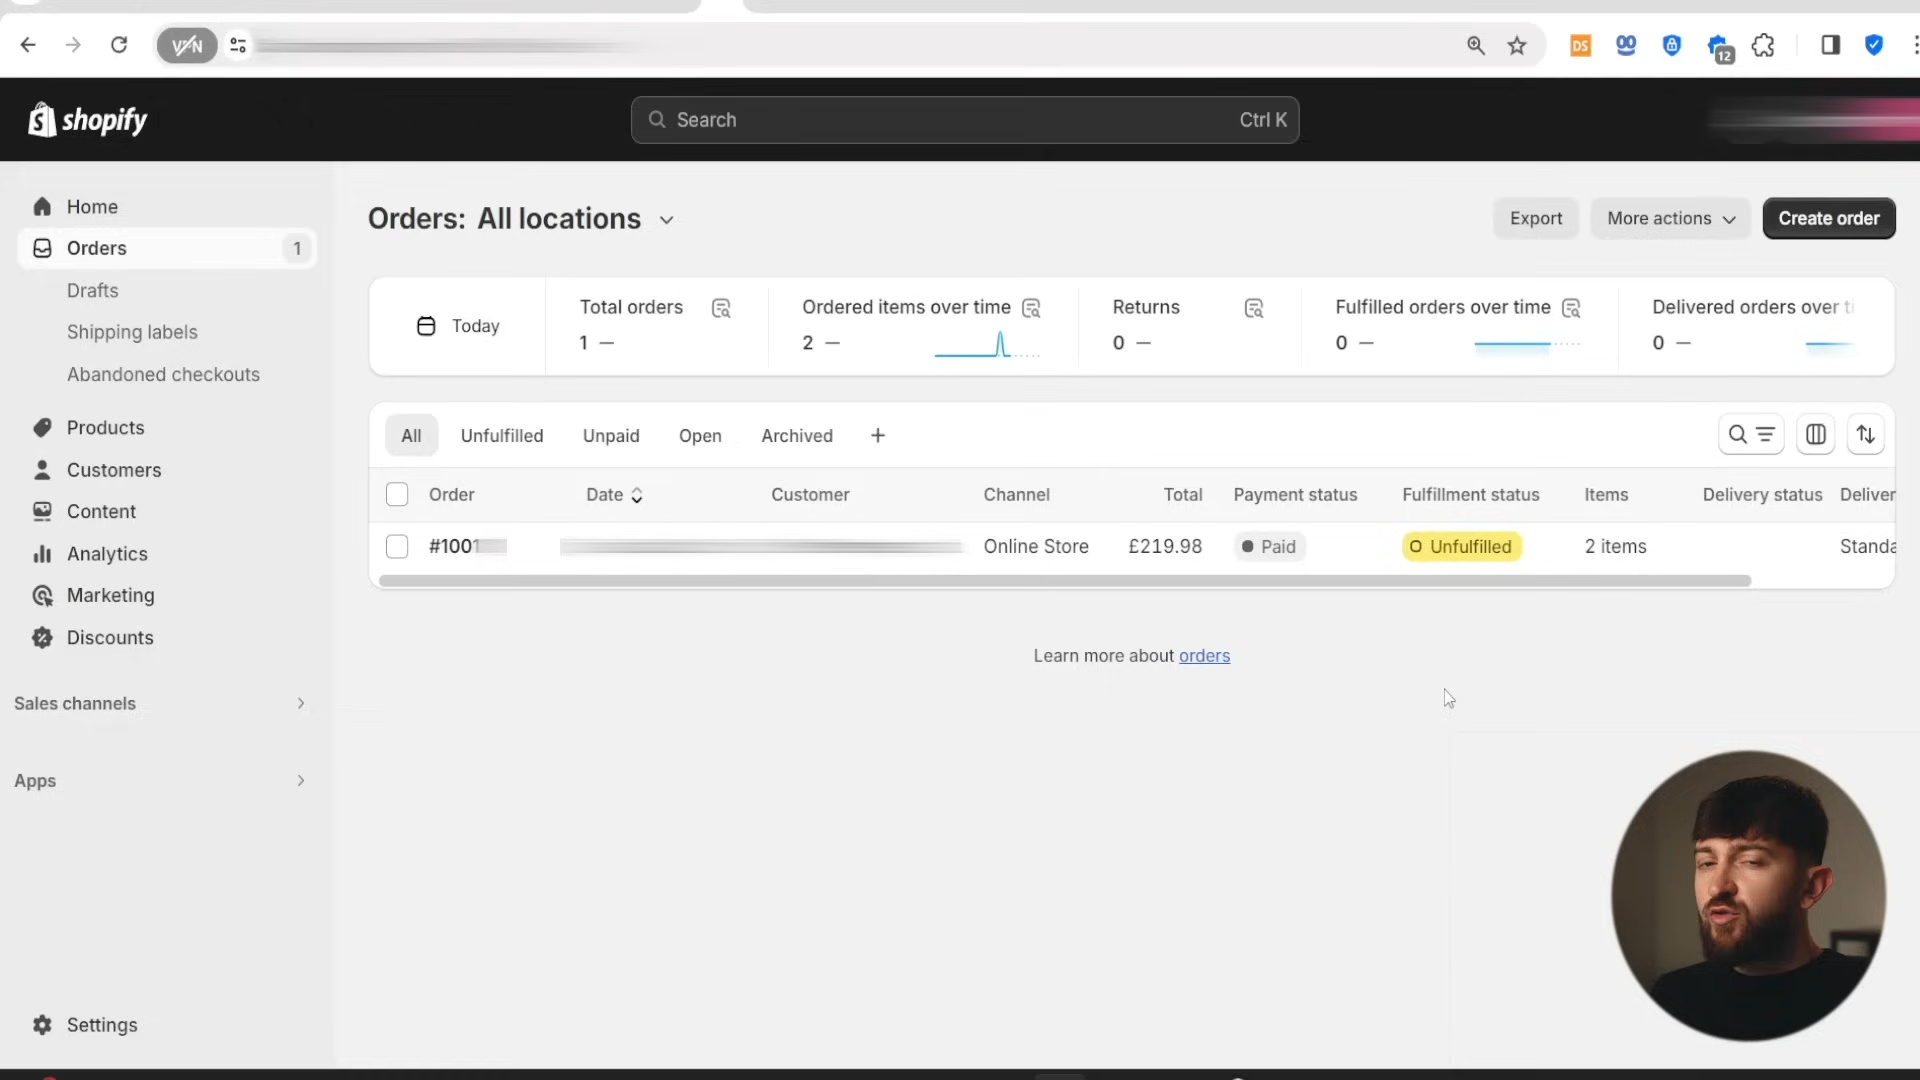 VPN
DS
12
shopify
Search
Ctrl K
Home
Orders
1
Drafts
Shipping labels
Abandoned checkouts
Products
Customers
Content
Analytics
Marketing
Discounts
Sales channels
Apps
Settings
Orders: All locations
Export
More actions
Create order
Today
Total orders
1 —
Ordered items over time
2 —
Returns
0 —
Fulfilled orders over time
0 —
Delivered orders over
0 —
All
Unfulfilled
Unpaid
Open
Archived
+
Order
Date
Customer
Channel
Total
Payment status
Fulfillment status
Items
Delivery status
Deliver
#1001
Online Store
£219.98
Paid
Unfulfilled
2 items
Standa
Learn more about orders